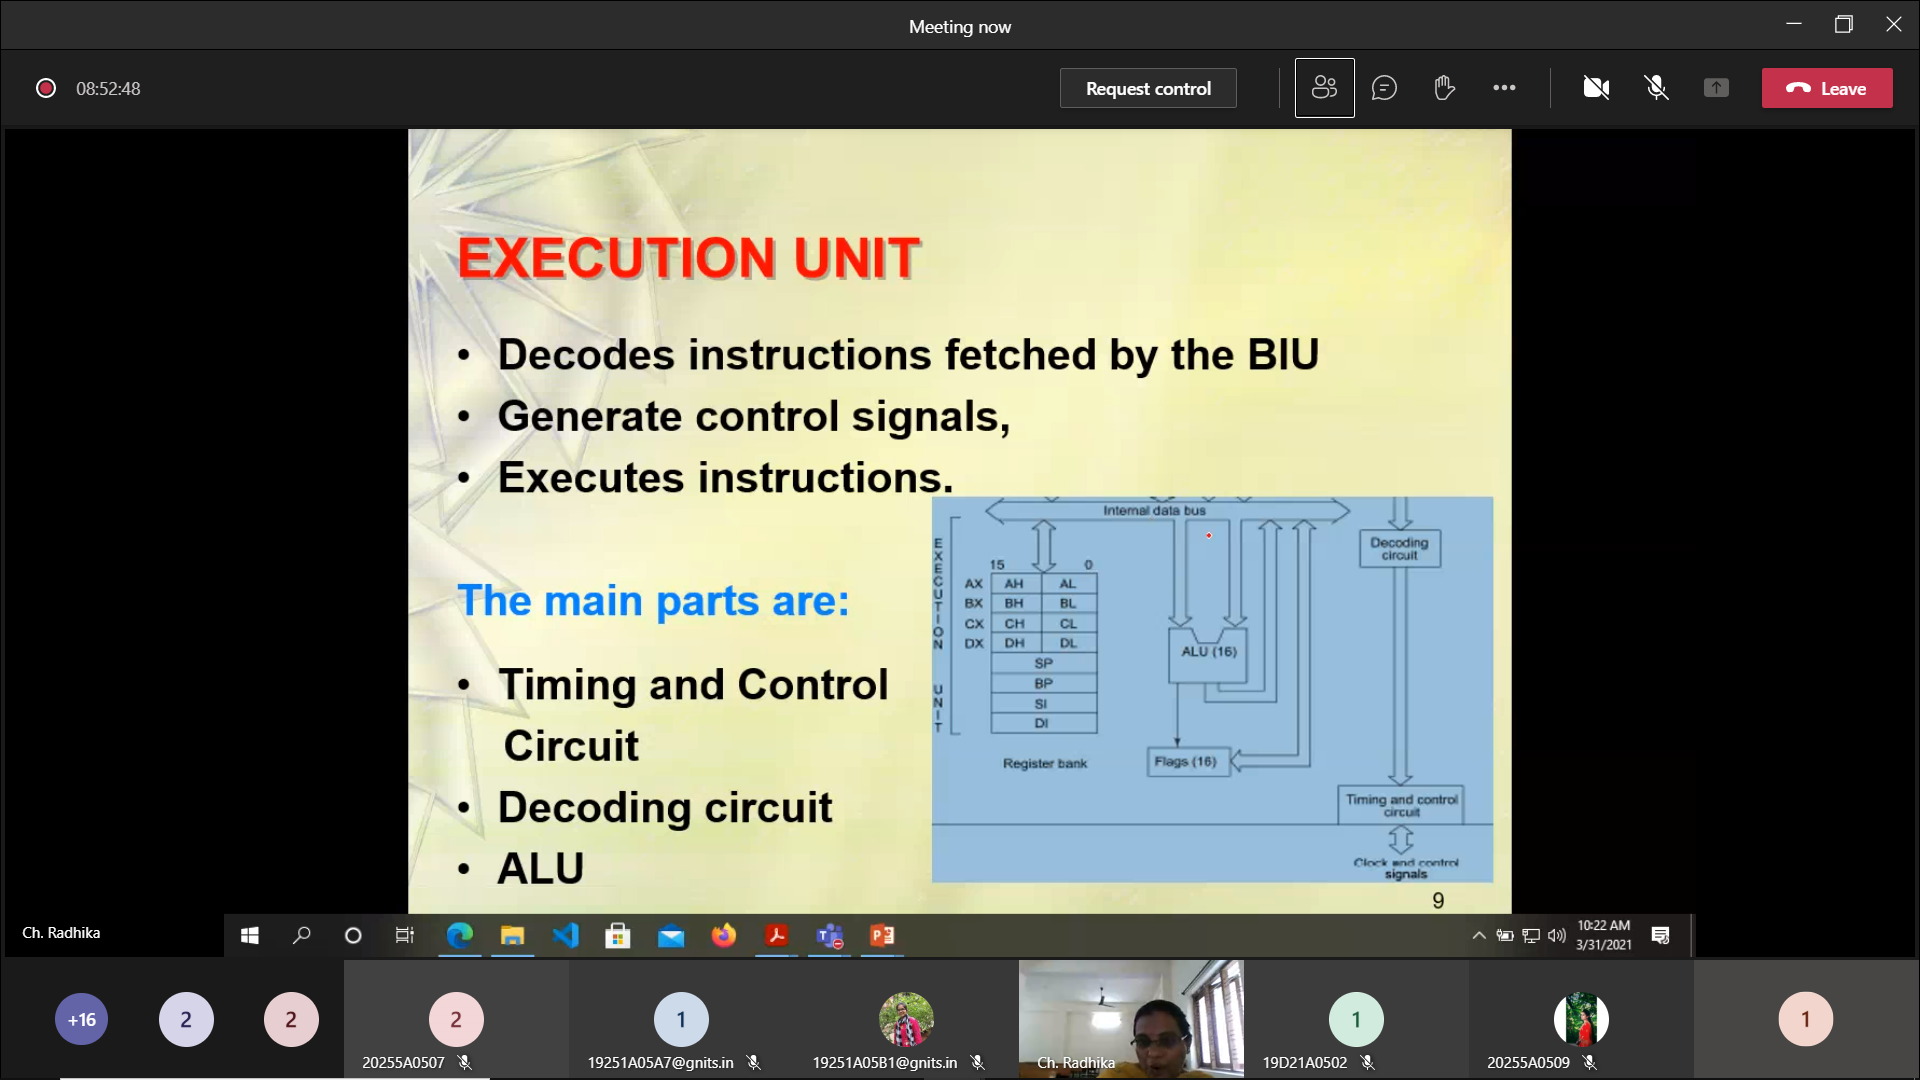 Meeting now
08:52:48
Request control
Leave
EXECUTION UNIT
• Decodes instructions fetched by the BIU
• Generate control signals,
• Executes instructions.
The main parts are:
• Timing and Control
Circuit
• Decoding circuit
• ALU
Internal data bus
EXECUTION UNIT
15 0
AX AH AL
BX BH BL
CX CH CL
DX DH DL
SP
BP
SI
DI
Register bank
ALU (16)
Flags (16)
Decoding
circuit
Timing and control
circuit
Clock and control
signals
9
Ch. Radhika
10:22 AM
3/31/2021
+16
2
2
2
20255A0507
1
19251A05A7@gnits.in
19251A05B1@gnits.in
Ch. Radhika
1
19D21A0502
20255A0509
1